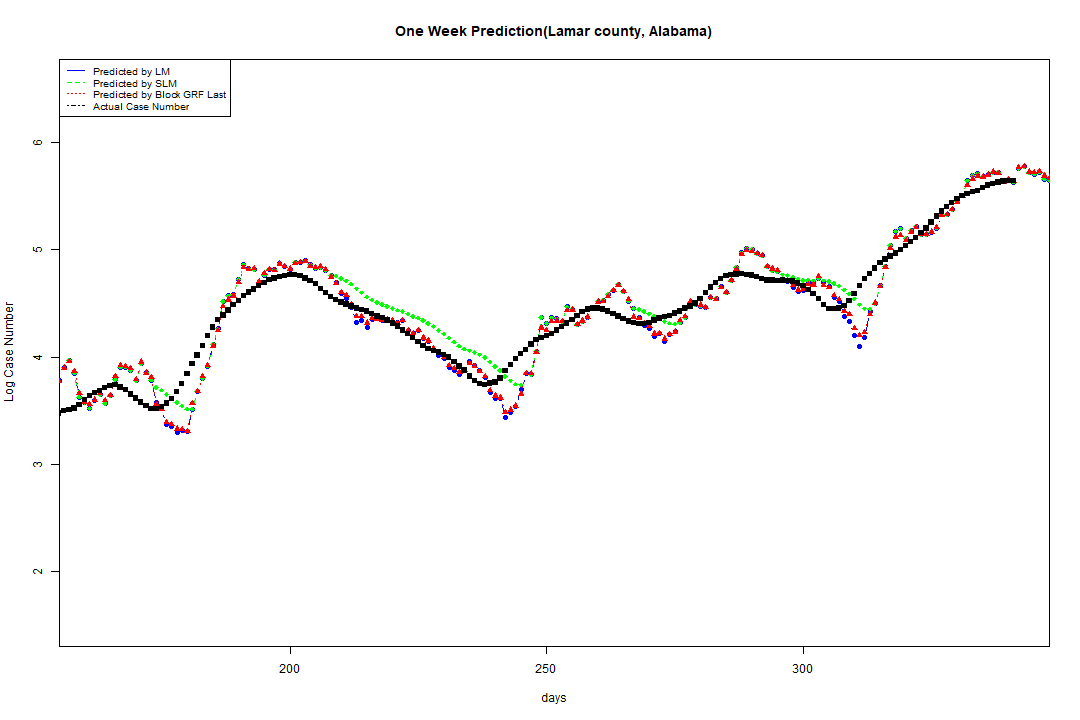 One Week Prediction(Lamar county, Alabama)
Predicted by LM
Predicted by SLM
Predicted by Block GRF Last
Actual Case Number
6
5
4
3
2
Log Case Number
200 250 300
days